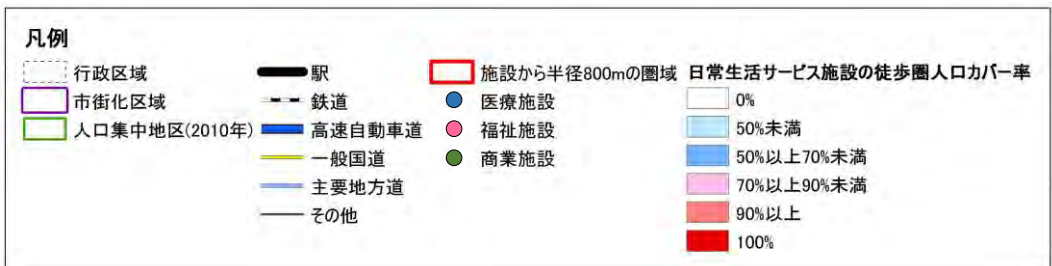 凡例
行政区域
市街化区域
人口集中地区(2010年)
駅
鉄道
高速自動車道
一般国道
主要地方道
その他
施設から半径800mの圏域
医療施設
福祉施設
商業施設
日常生活サービス施設の徒歩圏人口カバー率
0%
50%未満
50%以上70%未満
70%以上90%未満
90%以上
100%